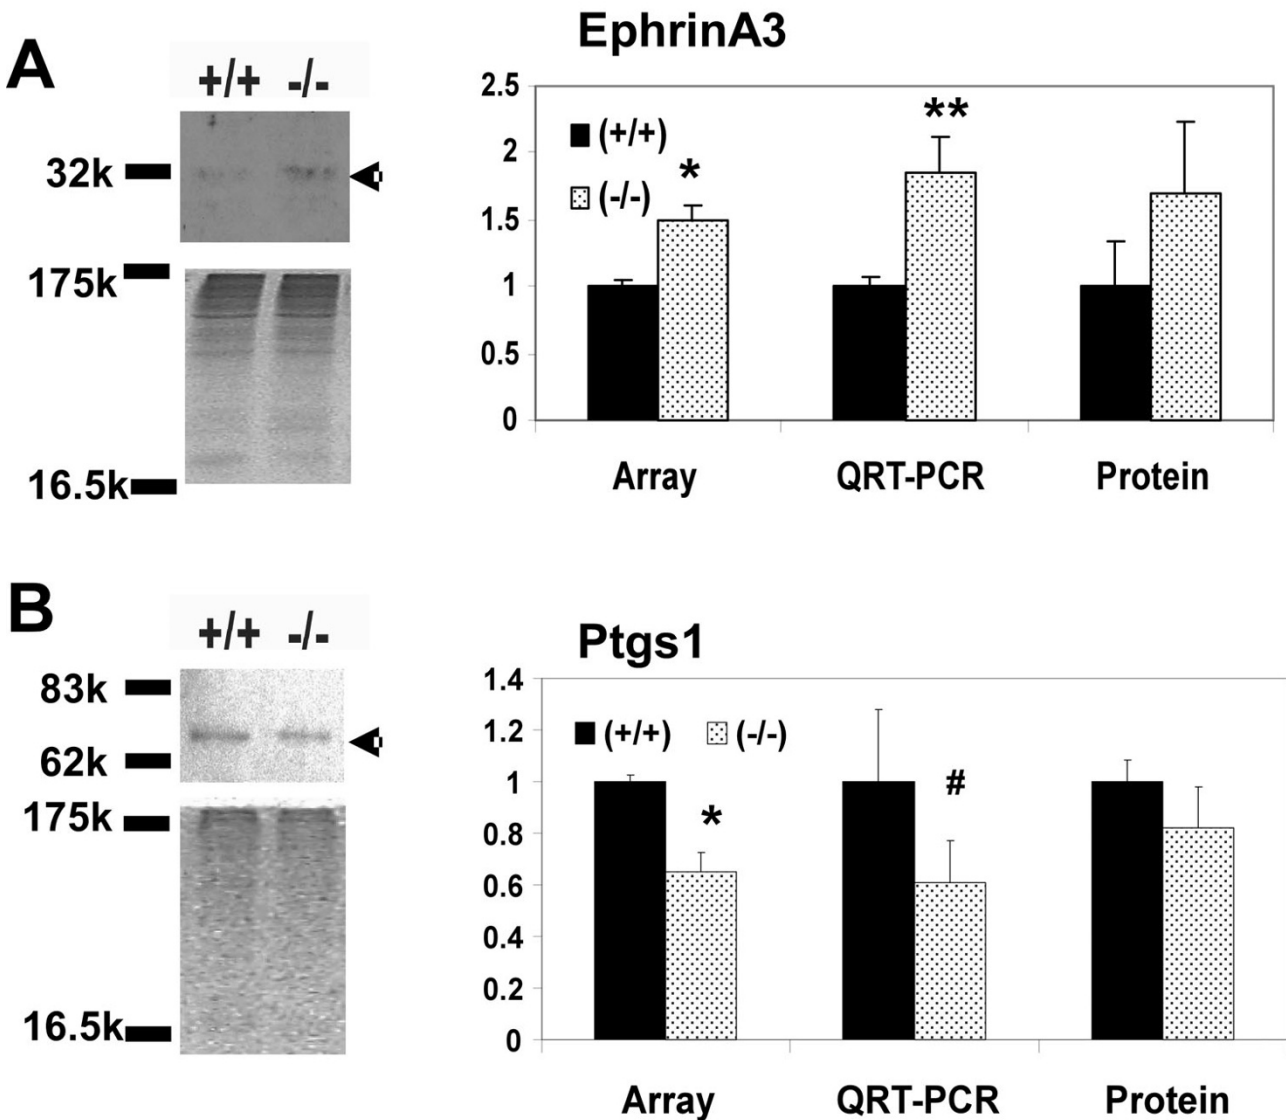 A
+/+ -/-
32k
175k
16.5k
EphrinA3
2.5
2
1.5
1
0.5
0
(+/+)
(-/-)
*
**
Array QRT-PCR Protein
B
+/+ -/-
83k
62k
175k
16.5k
Ptgs1
1.4
1.2
1
0.8
0.6
0.4
0.2
0
(+/+) (-/-)
*
#
Array QRT-PCR Protein